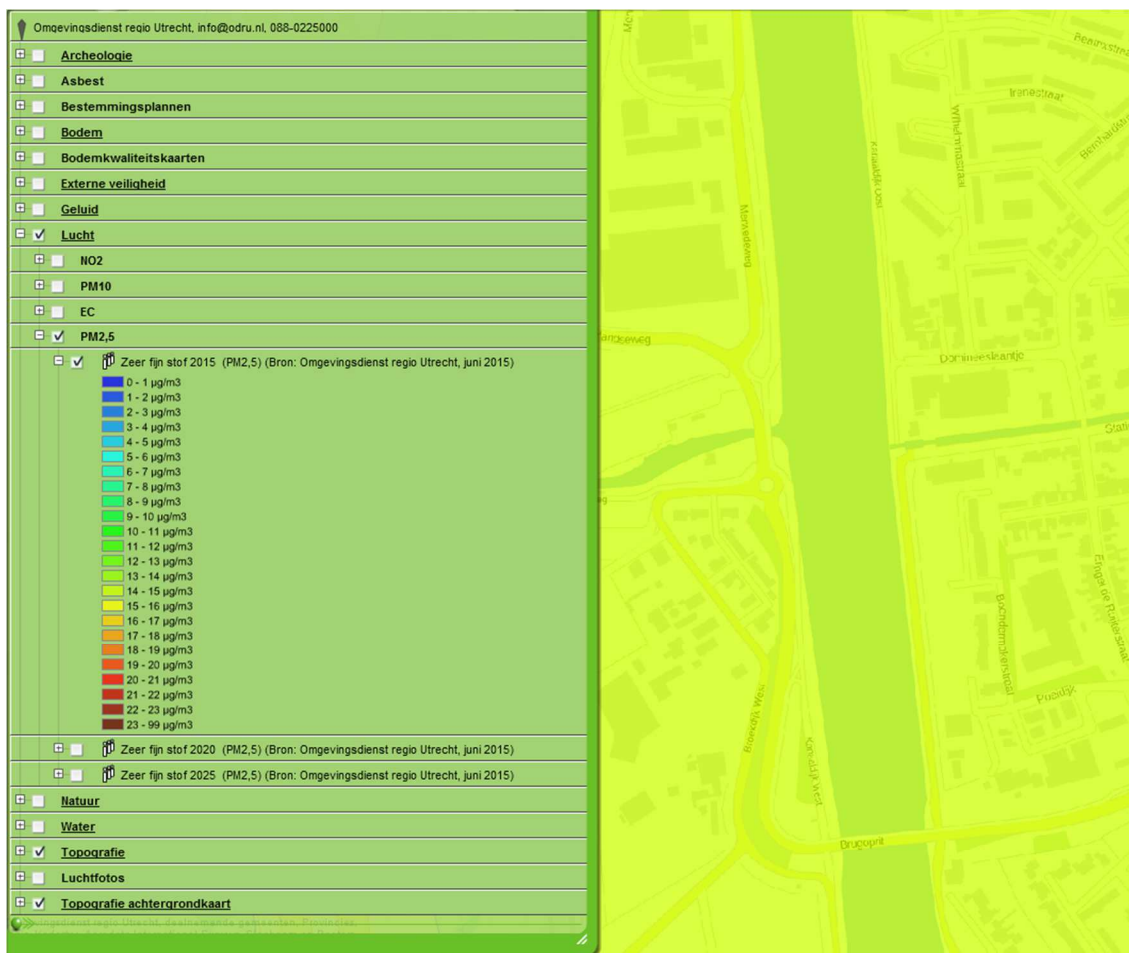 Omgevingsdienst regio Utrecht, info@odru.nl, 088-0225000
Archeologie
Asbest
Bestemmingsplannen
Bodem
Bodemkwaliteitskaarten
Externe veiligheid
Geluid
Lucht
NO2
PM10
EC
PM2,5
Zeer fijn stof 2015 (PM2,5) (Bron: Omgevingsdienst regio Utrecht, juni 2015)
0 - 1 µg/m3
1 - 2 µg/m3
2 - 3 µg/m3
3 - 4 µg/m3
4 - 5 µg/m3
5 - 6 µg/m3
6 - 7 µg/m3
7 - 8 µg/m3
8 - 9 µg/m3
9 - 10 µg/m3
10 - 11 µg/m3
11 - 12 µg/m3
12 - 13 µg/m3
13 - 14 µg/m3
14 - 15 µg/m3
15 - 16 µg/m3
16 - 17 µg/m3
17 - 18 µg/m3
18 - 19 µg/m3
19 - 20 µg/m3
20 - 21 µg/m3
21 - 22 µg/m3
22 - 23 µg/m3
23 - 99 µg/m3
Zeer fijn stof 2020 (PM2,5) (Bron: Omgevingsdienst regio Utrecht, juni 2015)
Zeer fijn stof 2025 (PM2,5) (Bron: Omgevingsdienst regio Utrecht, juni 2015)
Natuur
Water
Topografie
Luchtfotos
Topografie achtergrondkaart
Irenestraat
Wilhelminastraat
Kanaaldijk Oost
Merwedeweg
Domineeslaantje
Broekdijk West
Kanaaldijk West
Brugoprit